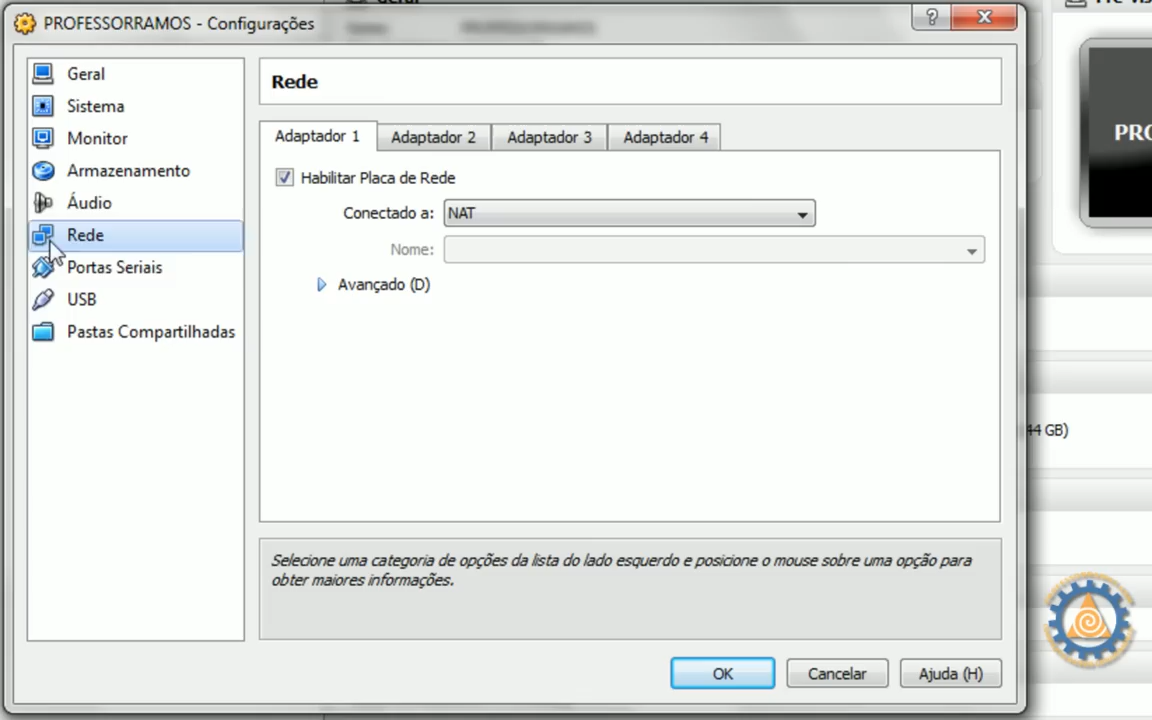 PROFESSORRAMOS - Configurações
Geral
Sistema
Monitor
Armazenamento
Áudio
Rede
Portas Seriais
USB
Pastas Compartilhadas
Rede
Adaptador 1
Adaptador 2
Adaptador 3
Adaptador 4
Habilitar Placa de Rede
Conectado a:
NAT
Nome:
Avançado (D)
Selecione uma categoria de opções da lista do lado esquerdo e posicione o mouse sobre uma opção para
obter maiores informações.
OK
Cancelar
Ajuda (H)
PRO
44 GB)